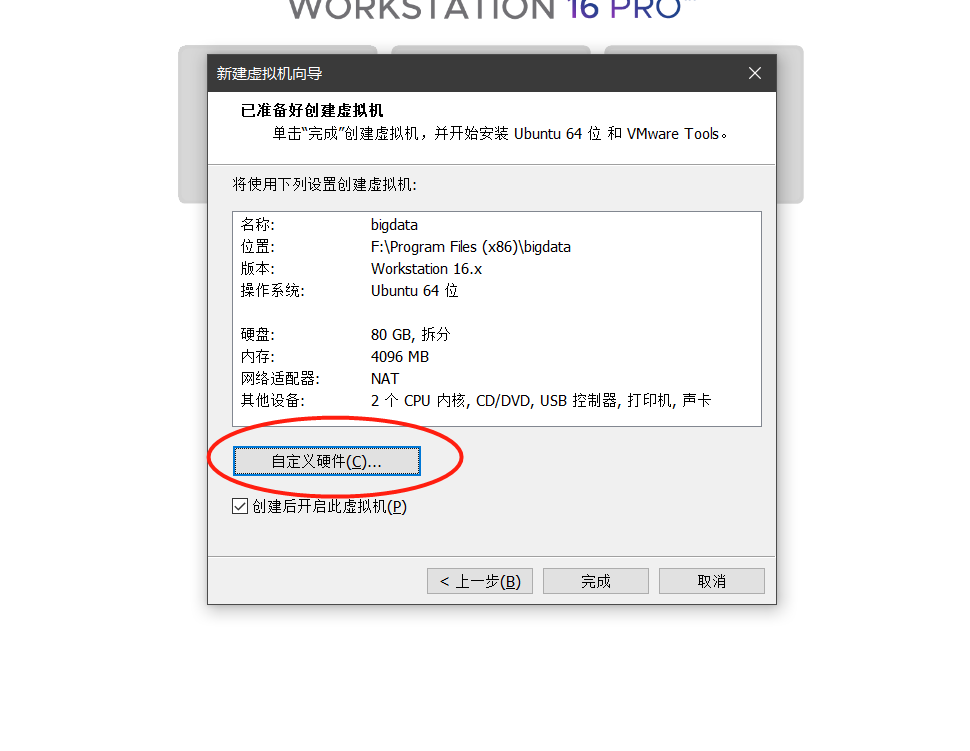 WORKSTATION 16 PRO™
新建虚拟机向导
已准备好创建虚拟机
单击“完成”创建虚拟机，并开始安装 Ubuntu 64 位 和 VMware Tools。
将使用下列设置创建虚拟机:
名称: bigdata
位置: F:\Program Files (x86)\bigdata
版本: Workstation 16.x
操作系统: Ubuntu 64 位
硬盘: 80 GB, 拆分
内存: 4096 MB
网络适配器: NAT
其他设备: 2 个 CPU 内核, CD/DVD, USB 控制器, 打印机, 声卡
自定义硬件(C)...
创建后开启此虚拟机(P)
< 上一步(B) 完成 取消